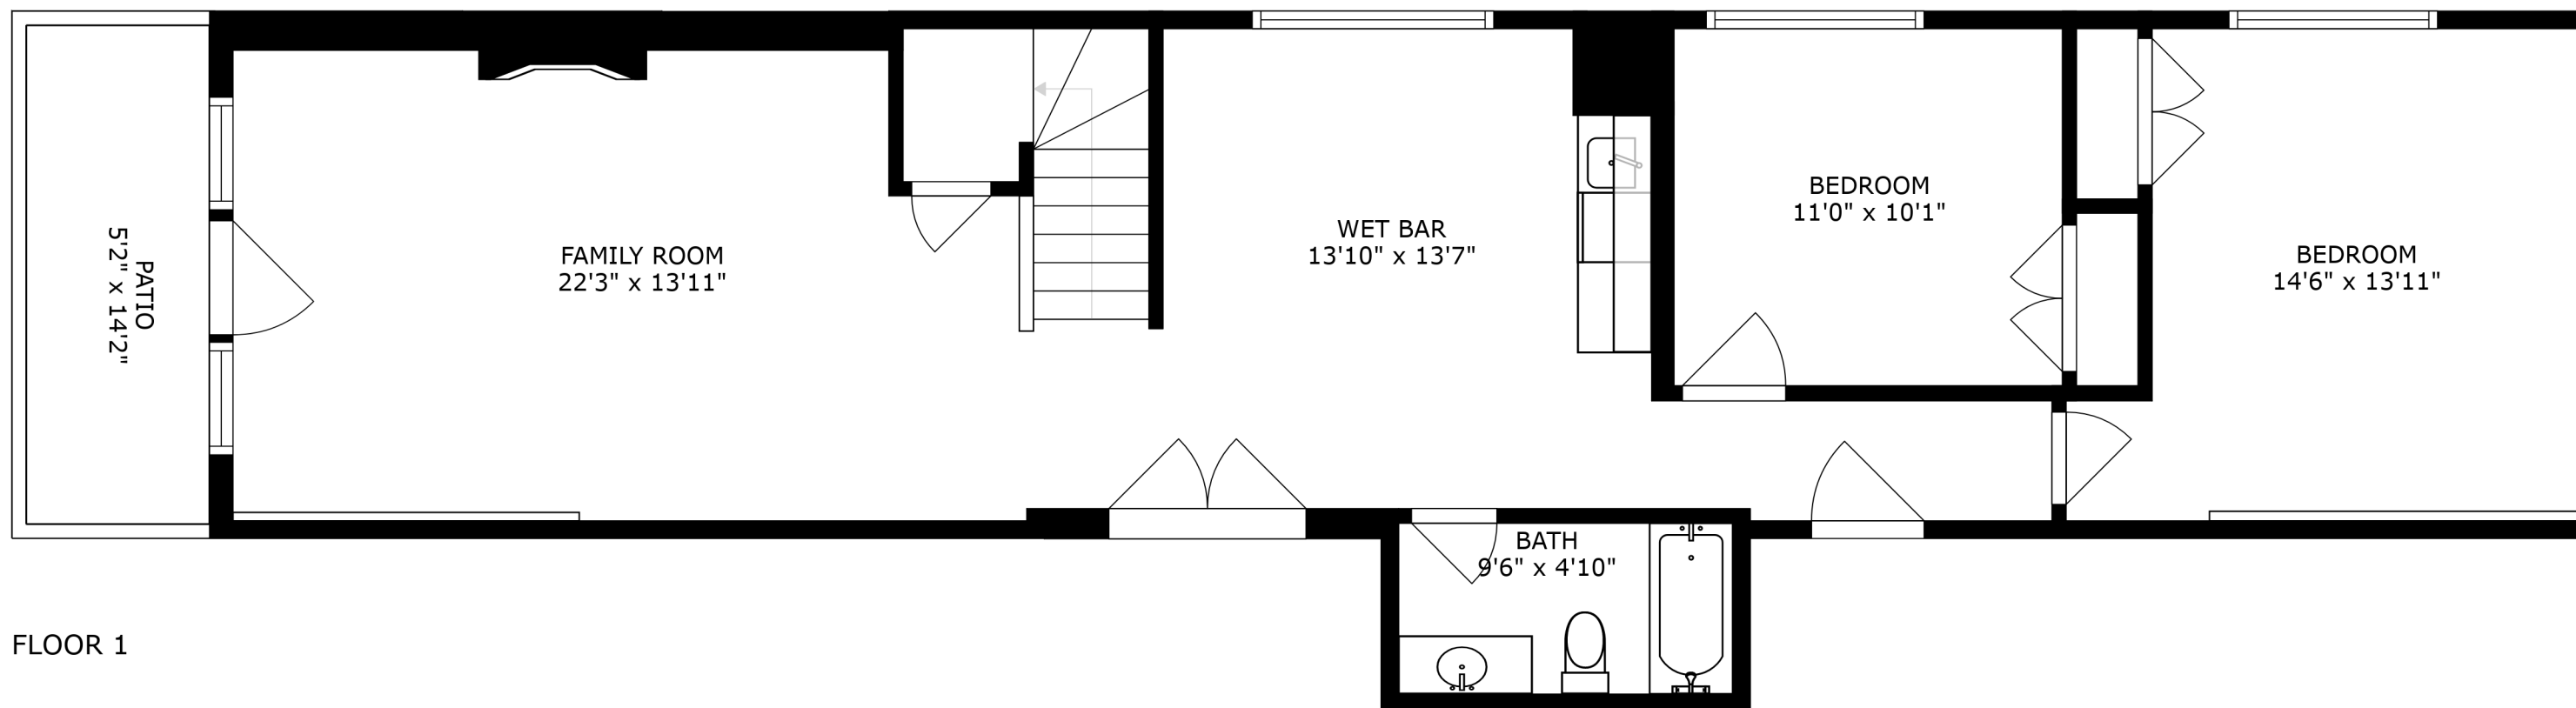 PATIO
5'2" x 14'2"
FAMILY ROOM
22'3" x 13'11"
WET BAR
13'10" x 13'7"
BEDROOM
11'0" x 10'1"
BEDROOM
14'6" x 13'11"
BATH
9'6" x 4'10"
FLOOR 1